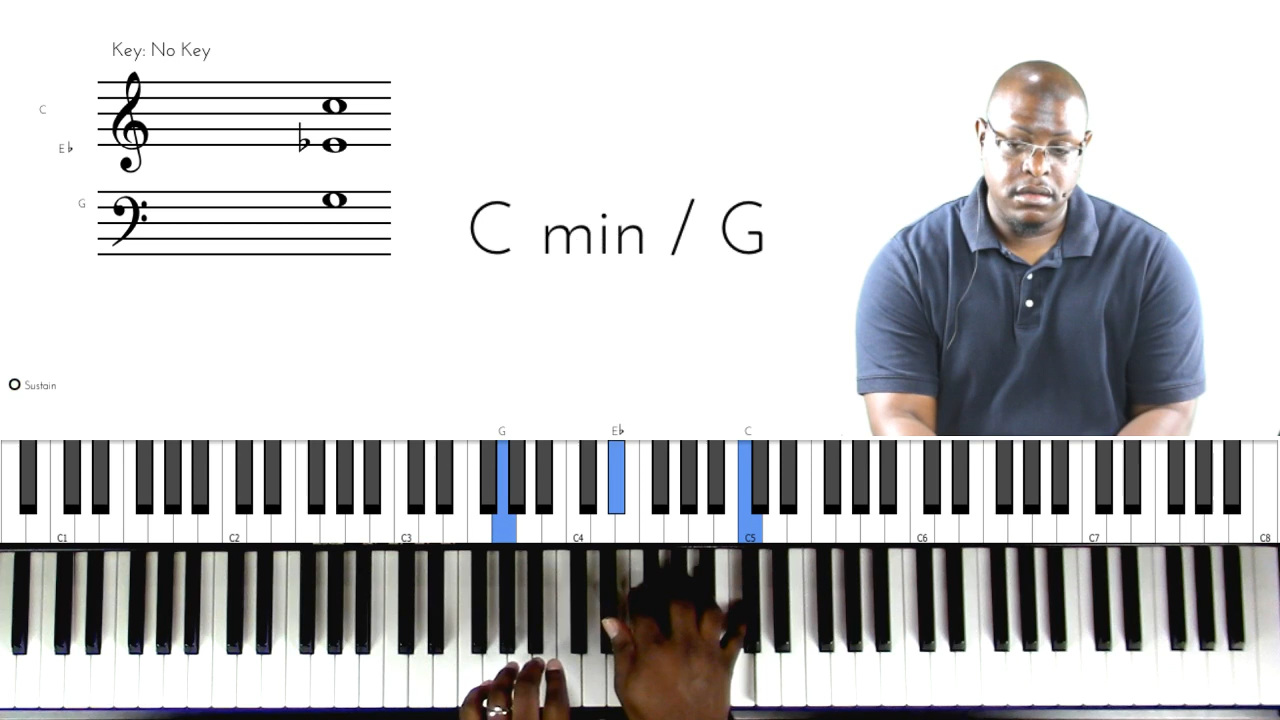 Key: No Key
C
E♭
G
C min / G
Sustain
G E♭ C
C1 C2 C3 C4 C5 C6 C7 C8